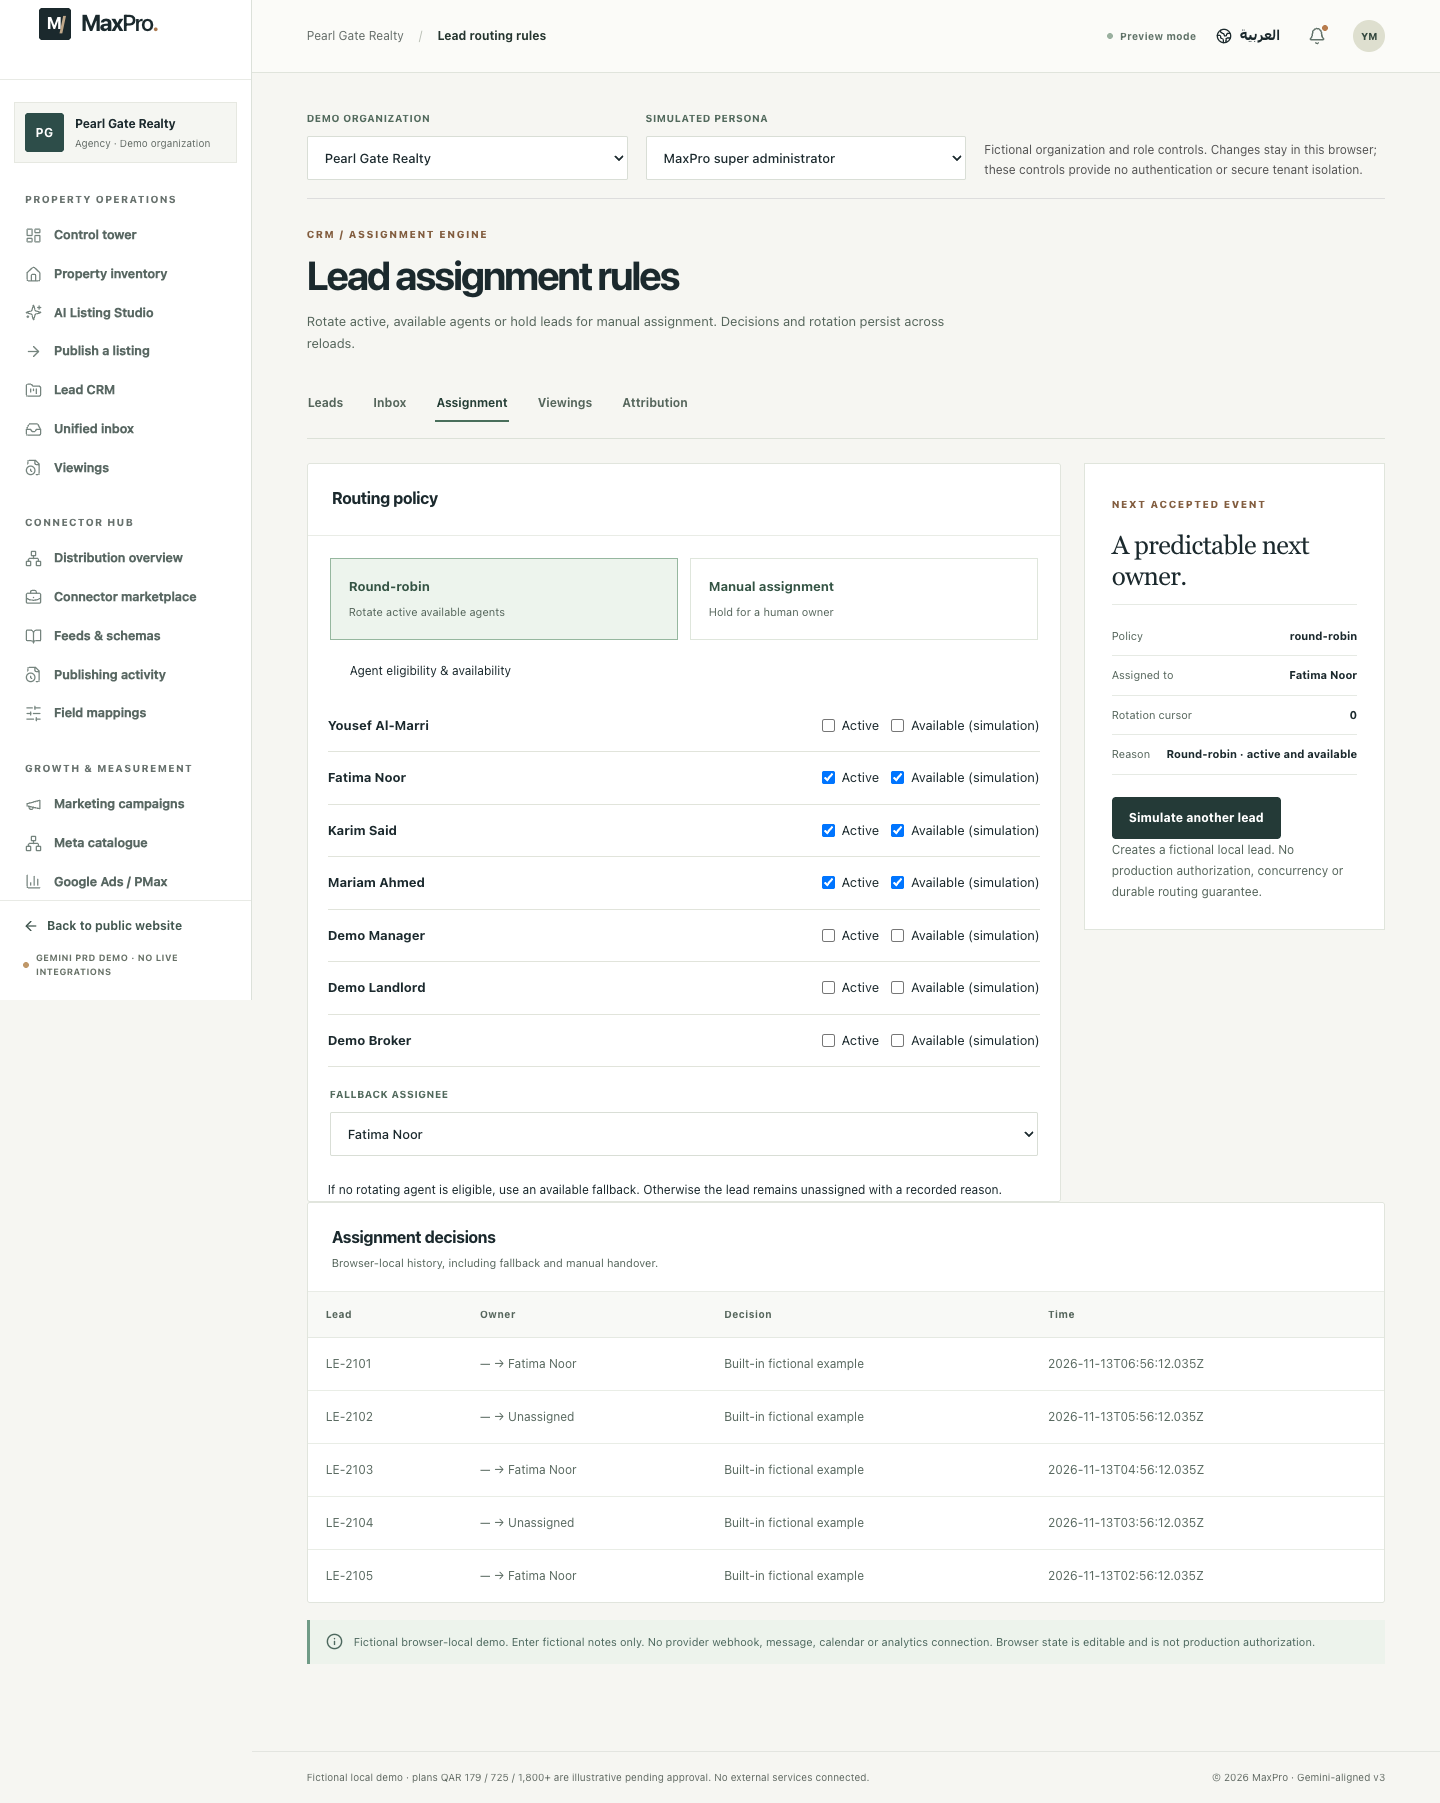 M/ MaxPro.
PG
Pearl Gate Realty
Agency · Demo organization
PROPERTY OPERATIONS
Control tower
Property inventory
AI Listing Studio
Publish a listing
Lead CRM
Unified inbox
Viewings
CONNECTOR HUB
Distribution overview
Connector marketplace
Feeds & schemas
Publishing activity
Field mappings
GROWTH & MEASUREMENT
Marketing campaigns
Meta catalogue
Google Ads / PMax
Back to public website
GEMINI PRD DEMO · NO LIVE
INTEGRATIONS
Pearl Gate Realty / Lead routing rules
Preview mode
العربية
YM
DEMO ORGANIZATION
Pearl Gate Realty
SIMULATED PERSONA
MaxPro super administrator
Fictional organization and role controls. Changes stay in this browser;
these controls provide no authentication or secure tenant isolation.
CRM / ASSIGNMENT ENGINE
Lead assignment rules
Rotate active, available agents or hold leads for manual assignment. Decisions and rotation persist across
reloads.
Leads Inbox Assignment Viewings Attribution
Routing policy
Round-robin
Rotate active available agents
Manual assignment
Hold for a human owner
Agent eligibility & availability
Yousef Al-Marri Active Available (simulation)
Fatima Noor Active Available (simulation)
Karim Said Active Available (simulation)
Mariam Ahmed Active Available (simulation)
Demo Manager Active Available (simulation)
Demo Landlord Active Available (simulation)
Demo Broker Active Available (simulation)
FALLBACK ASSIGNEE
Fatima Noor
If no rotating agent is eligible, use an available fallback. Otherwise the lead remains unassigned with a recorded reason.
NEXT ACCEPTED EVENT
A predictable next
owner.
Policy round-robin
Assigned to Fatima Noor
Rotation cursor 0
Reason Round-robin · active and available
Simulate another lead
Creates a fictional local lead. No
production authorization, concurrency or
durable routing guarantee.
Assignment decisions
Browser-local history, including fallback and manual handover.
Lead Owner Decision Time
LE-2101 — → Fatima Noor Built-in fictional example 2026-11-13T06:56:12.035Z
LE-2102 — → Unassigned Built-in fictional example 2026-11-13T05:56:12.035Z
LE-2103 — → Fatima Noor Built-in fictional example 2026-11-13T04:56:12.035Z
LE-2104 — → Unassigned Built-in fictional example 2026-11-13T03:56:12.035Z
LE-2105 — → Fatima Noor Built-in fictional example 2026-11-13T02:56:12.035Z
Fictional browser-local demo. Enter fictional notes only. No provider webhook, message, calendar or analytics connection. Browser state is editable and is not production authorization.
Fictional local demo · plans QAR 179 / 725 / 1,800+ are illustrative pending approval. No external services connected.
© 2026 MaxPro · Gemini-aligned v3